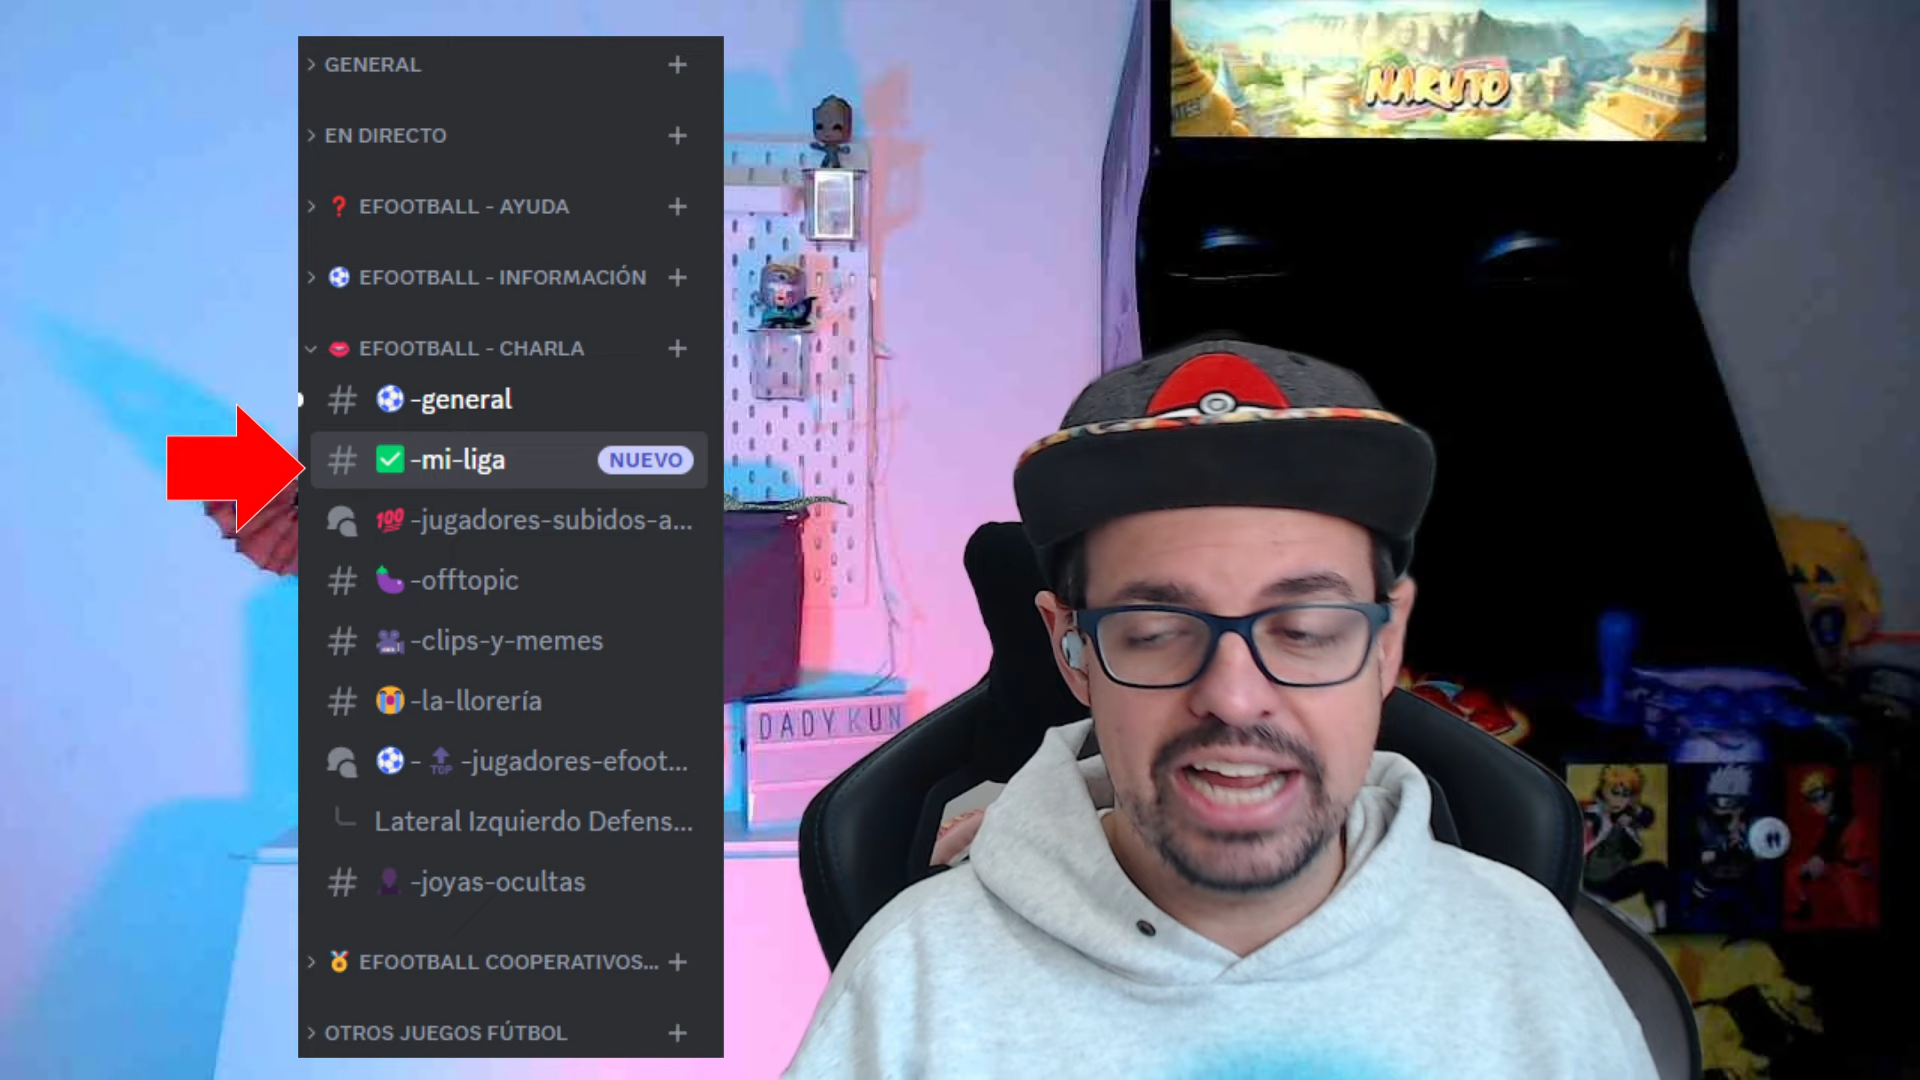 GENERAL
EN DIRECTO
❓ EFOOTBALL - AYUDA
⚽ EFOOTBALL - INFORMACIÓN
👄 EFOOTBALL - CHARLA
# ⚽-general
# ✅-mi-liga NUEVO
💯-jugadores-subidos-a...
# 🍆-offtopic
# 🎥-clips-y-memes
# 😭-la-llorería
⚽-🔝-jugadores-efoot...
Lateral Izquierdo Defens...
# 👤-joyas-ocultas
🏅 EFOOTBALL COOPERATIVOS...
OTROS JUEGOS FÚTBOL
NARUTO
DADY KUN